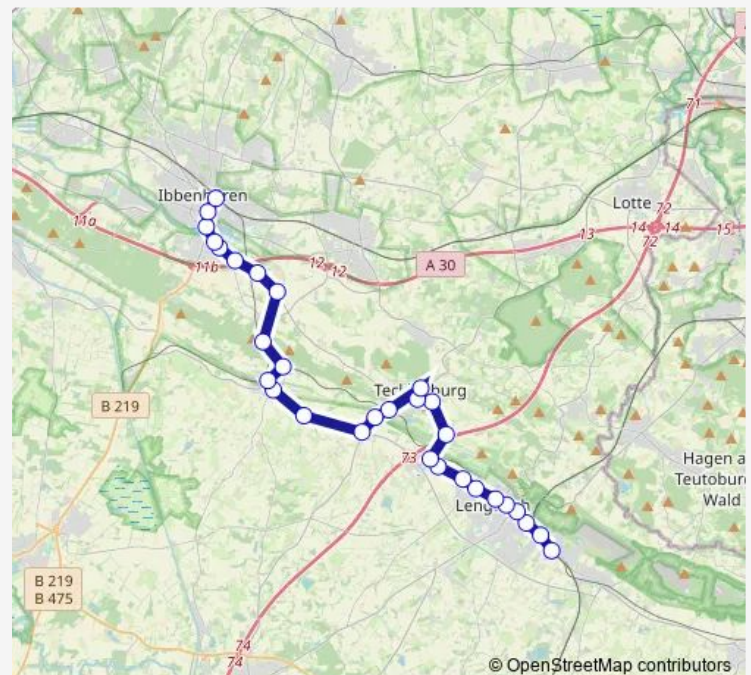 71
Ibbenbüren
Lotte
72
11a
13
14
14
15
72
11b
12
12
A 30
B 219
73
Hagen a
Teutobur
Wald
B 219
B 475
74
74
© OpenStreetMap contributors